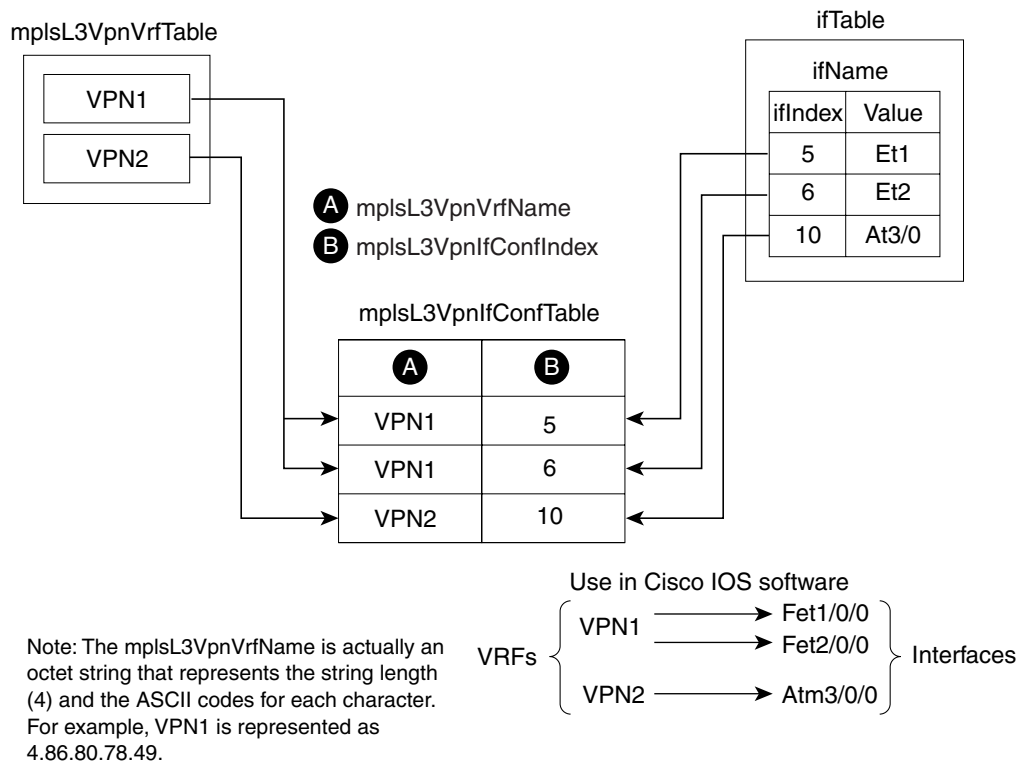 mplsL3VpnVrfTable
VPN1
VPN2
ifTable
ifName
ifIndex Value
5 Et1
6 Et2
10 At3/0
A mplsL3VpnVrfName
B mplsL3VpnIfConfIndex
mplsL3VpnIfConfTable
A B
VPN1 5
VPN1 6
VPN2 10
Note: The mplsL3VpnVrfName is actually an
octet string that represents the string length
(4) and the ASCII codes for each character.
For example, VPN1 is represented as
4.86.80.78.49.
Use in Cisco IOS software
VRFs
VPN1 Fet1/0/0
Fet2/0/0
VPN2 Atm3/0/0
Interfaces